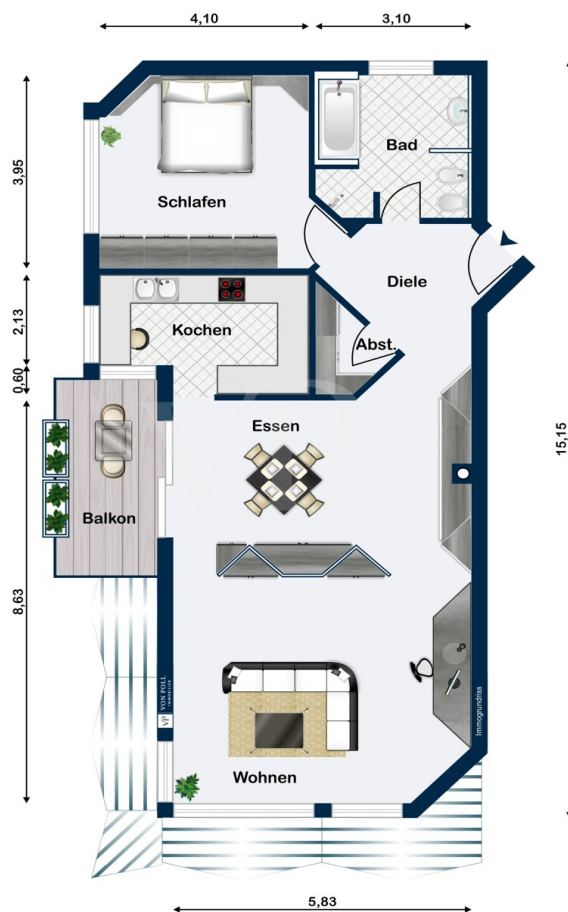 4,10
3,10
3,95
Bad
Schlafen
Diele
2,13
Kochen
Abst.
0,60
Essen
15,15
Balkon
8,63
VP VON POLL
IMMOBILIEN
Immogrundriss
Wohnen
5,83